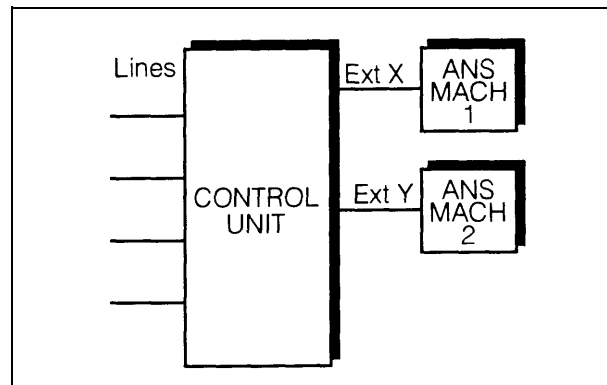 Lines
Ext X
ANS
MACH
1
CONTROL
UNIT
Ext Y
ANS
MACH
2